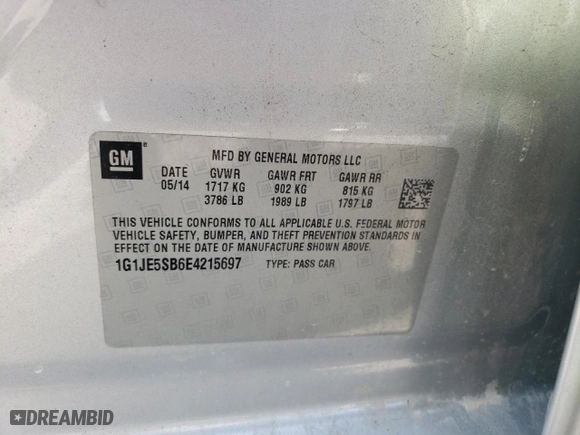 GM
MFD BY GENERAL MOTORS LLC
DATE GVWR GAWR FRT GAWR RR
05/14 1717 KG 902 KG 815 KG
3786 LB 1989 LB 1797 LB
THIS VEHICLE CONFORMS TO ALL APPLICABLE U.S. FEDERAL MOTOR
VEHICLE SAFETY, BUMPER, AND THEFT PREVENTION STANDARDS IN
EFFECT ON THE DATE OF MANUFACTURE SHOWN ABOVE.
1G1JE5SB6E4215697 TYPE: PASS CAR
DREAMBID